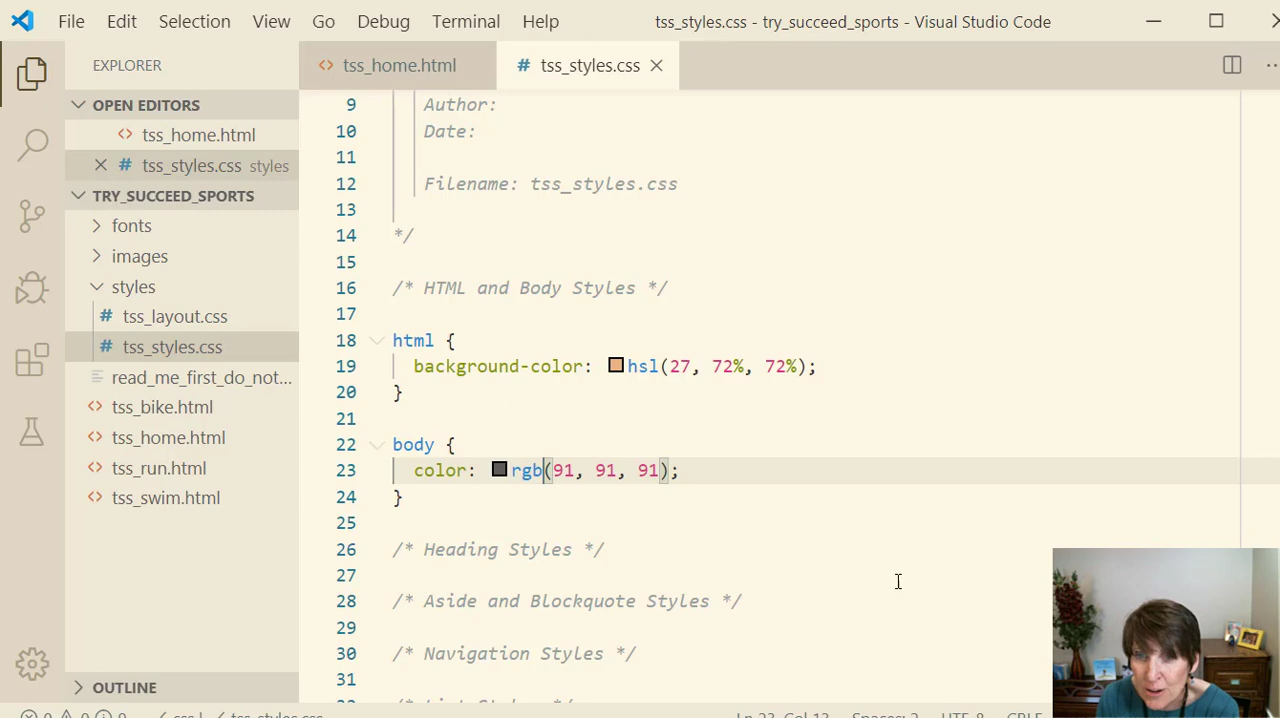 File Edit Selection View Go Debug Terminal Help tss_styles.css - try_succeed_sports - Visual Studio Code
EXPLORER
OPEN EDITORS
tss_home.html
tss_styles.css styles
TRY_SUCCEED_SPORTS
fonts
images
styles
tss_layout.css
tss_styles.css
read_me_first_do_not...
tss_bike.html
tss_home.html
tss_run.html
tss_swim.html
OUTLINE
tss_home.html tss_styles.css
9 Author:
10 Date:
11
12 Filename: tss_styles.css
13
14 */
15
16 /* HTML and Body Styles */
17
18 html {
19 background-color: hsl(27, 72%, 72%);
20 }
21
22 body {
23 color: rgb(91, 91, 91);
24 }
25
26 /* Heading Styles */
27
28 /* Aside and Blockquote Styles */
29
30 /* Navigation Styles */
31